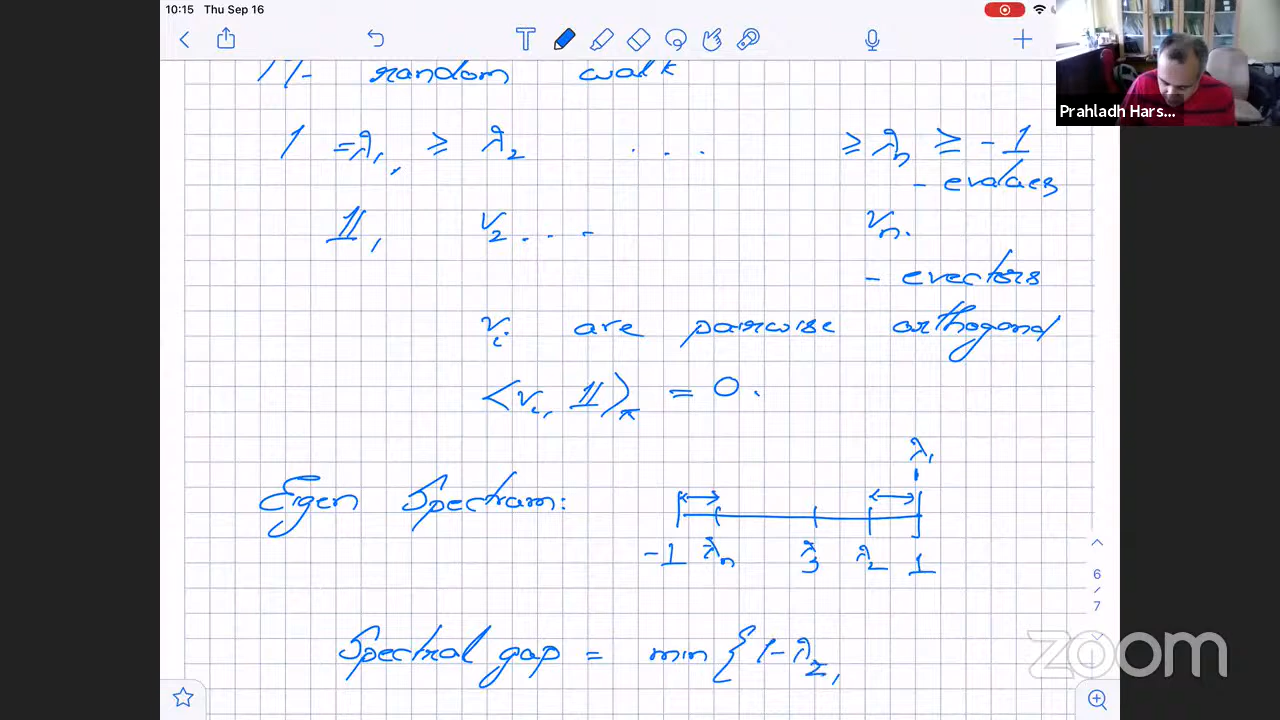 10:15 Thu Sep 16
random walk
1 = λ₁, ≥ λ₂ . . . ≥ λₙ ≥ -1
- evalues
𝟙, v₂ . . . vₙ.
- evectors
vᵢ are pairwise orthogonal
⟨vᵢ, 𝟙⟩_π = 0.
λ₁
Eigen Spectrum:
-1 λₙ λ₃ λ₂ 1
Spectral gap = min { 1-λ₂,
Prahladh Hars...
6
/
7
zoom